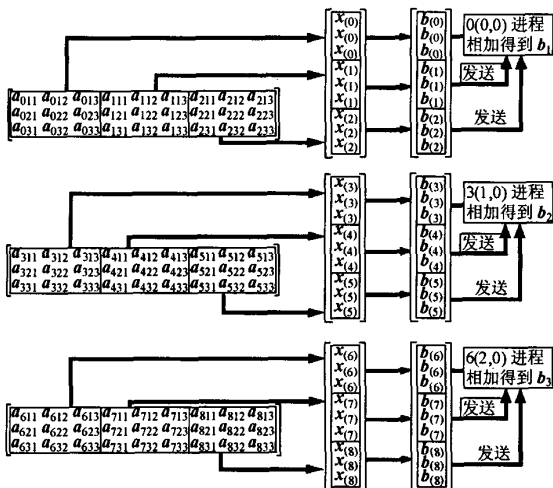 x(0) b(0) 0(0,0) 进程
x(0) b(0) 相加得到 b1
x(0) b(0)
x(1) b(1) 发送
a011 a012 a013 a111 a112 a113 a211 a212 a213 x(1) b(1)
a021 a022 a023 a121 a122 a123 a221 a222 a223 x(1) b(1)
a031 a032 a033 a131 a132 a133 a231 a232 a233 x(2) b(2) 发送
x(2) b(2)
x(2) b(2)
x(3) b(3) 3(1,0) 进程
x(3) b(3) 相加得到 b2
x(3) b(3)
x(4) b(4) 发送
a311 a312 a313 a411 a412 a413 a511 a512 a513 x(4) b(4)
a321 a322 a323 a421 a422 a423 a521 a522 a523 x(4) b(4)
a331 a332 a333 a431 a432 a433 a531 a532 a533 x(5) b(5) 发送
x(5) b(5)
x(5) b(5)
x(6) b(6) 6(2,0) 进程
x(6) b(6) 相加得到 b3
x(6) b(6)
x(7) b(7) 发送
a611 a612 a613 a711 a712 a713 a811 a812 a813 x(7) b(7)
a621 a622 a623 a721 a722 a723 a821 a822 a823 x(7) b(7)
a631 a632 a633 a731 a732 a733 a831 a832 a833 x(8) b(8) 发送
x(8) b(8)
x(8) b(8)